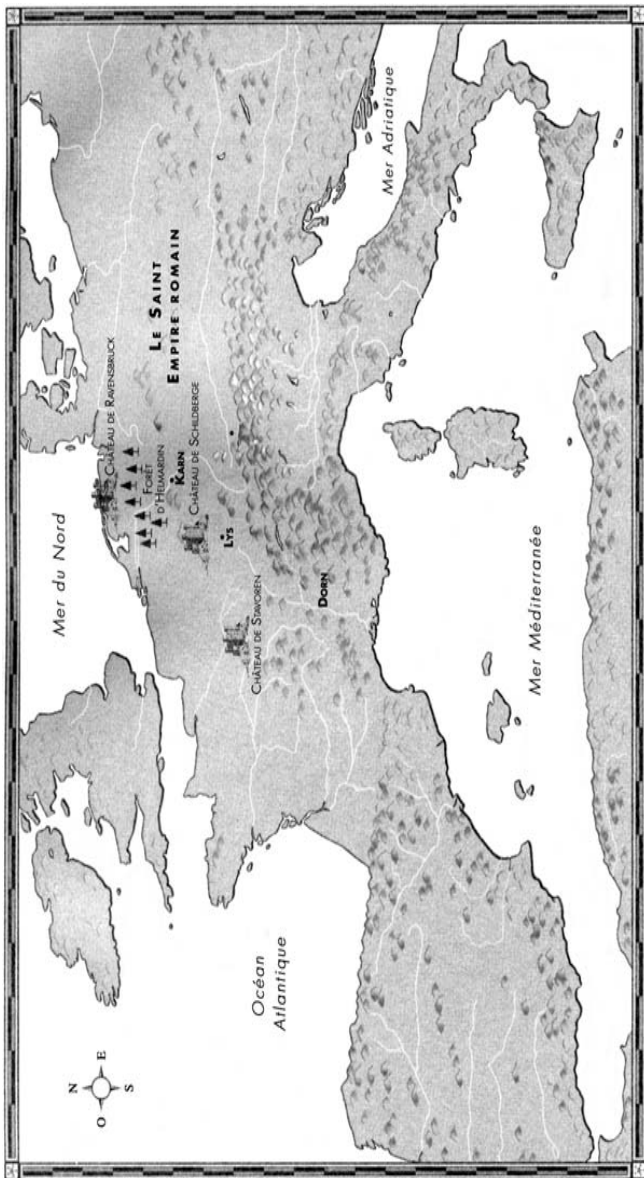 Mer du Nord
CHÂTEAU DE RAVENSBRUCK
FORÊT
D'HELMARDIN
KARN
CHÂTEAU DE SCHILDBERGE
LE SAINT
EMPIRE ROMAIN
LYS
CHÂTEAU DE STAVOREN
DORN
Mer Adriatique
Océan
Atlantique
Mer Méditerranée
N
O
E
S